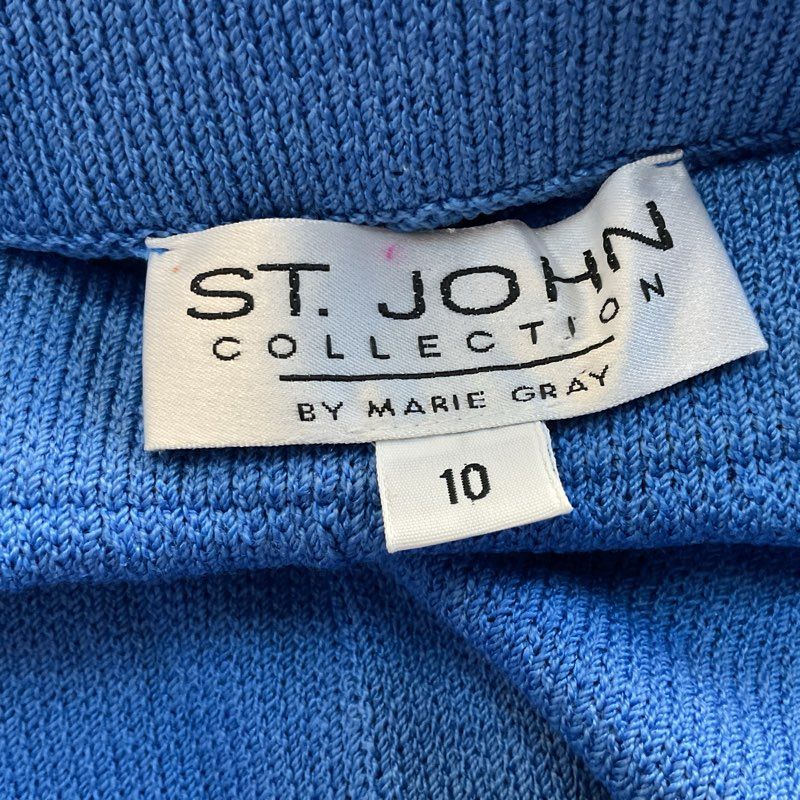 ST. JOHN
COLLECTION
BY MARIE GRAY
10